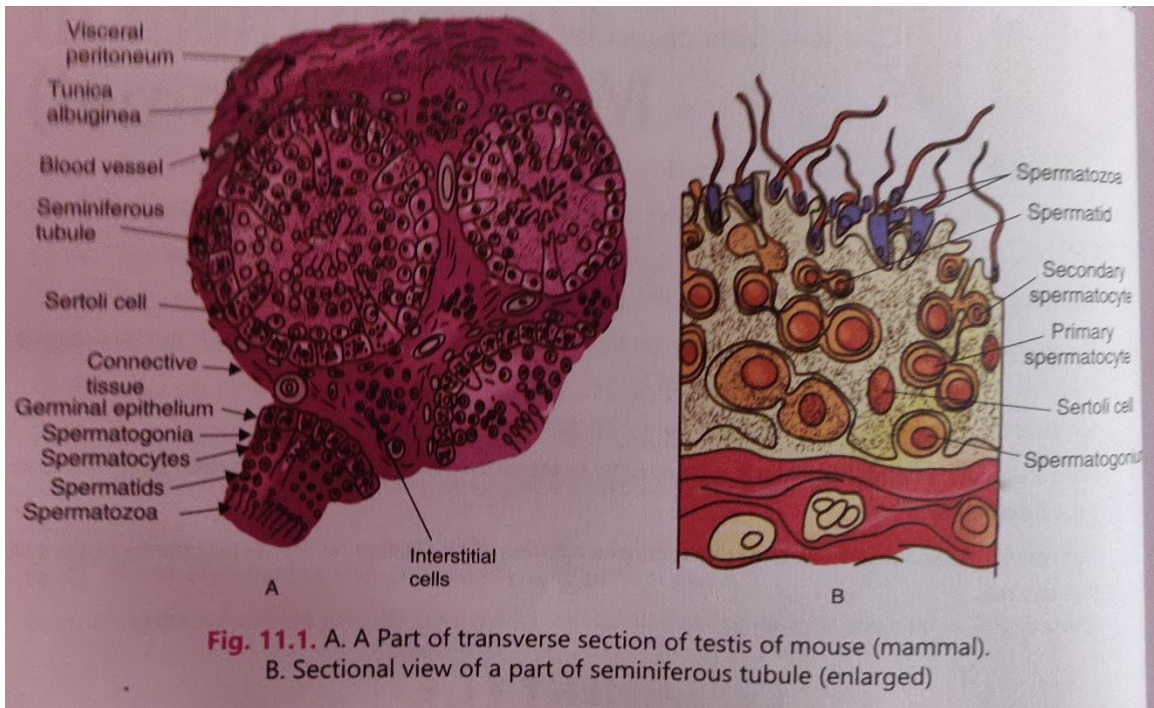 Visceral
peritoneum
Tunica
albuginea
Blood vessel
Seminiferous
tubule
Sertoli cell
Connective
tissue
Germinal epithelium
Spermatogonia
Spermatocytes
Spermatids
Spermatozoa
Interstitial
cells
A
Spermatozoa
Spermatid
Secondary
spermatocyte
Primary
spermatocyte
Sertoli cell
B
Fig. 11.1. A. A Part of transverse section of testis of mouse (mammal).
B. Sectional view of a part of seminiferous tubule (enlarged)